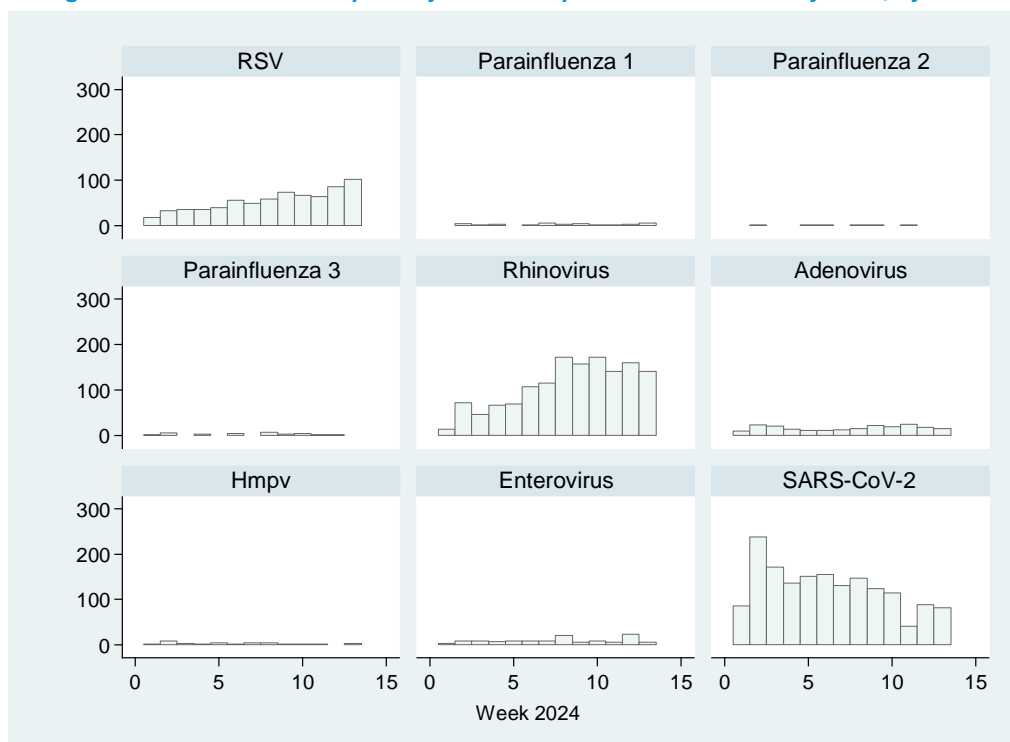 RSV Parainfluenza 1 Parainfluenza 2
300
200
100
0
Parainfluenza 3 Rhinovirus Adenovirus
300
200
100
0
Hmpv Enterovirus SARS-CoV-2
300
200
100
0
0 5 10 15 0 5 10 15 0 5 10 15
Week 2024